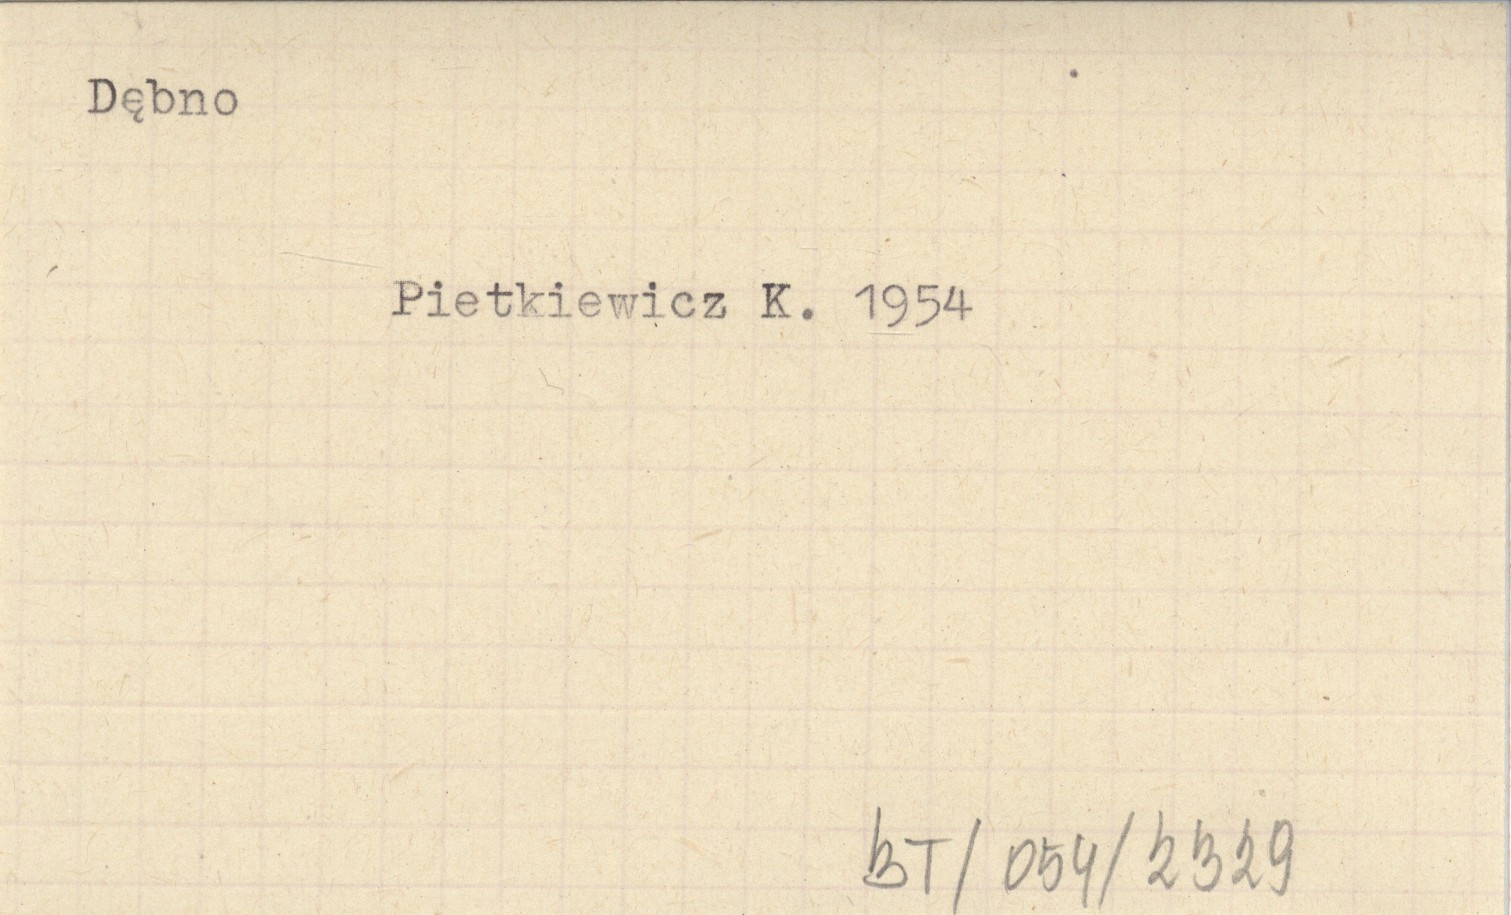 Dębno
Pietkiewicz K. 1954
BT/054/2329